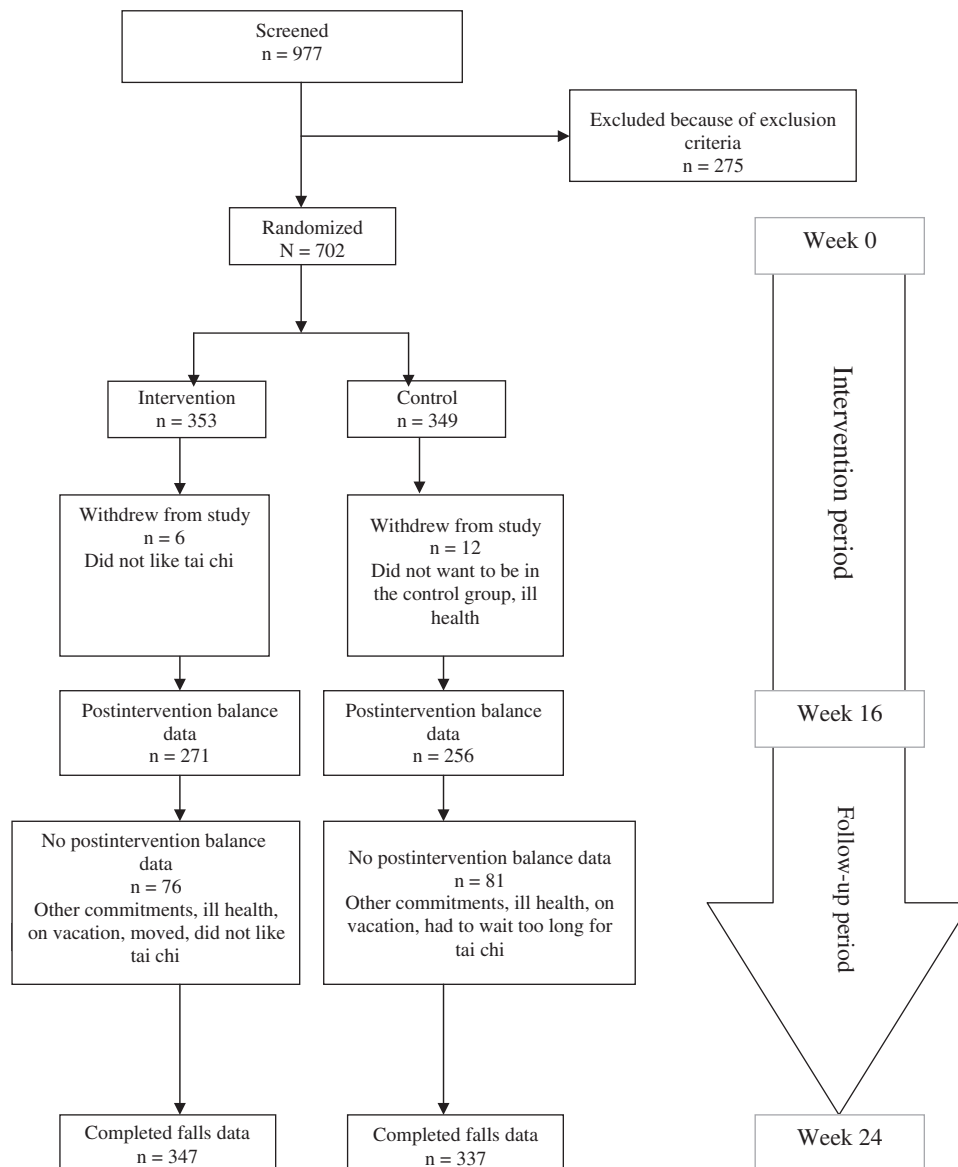 Screened
n = 977
Excluded because of exclusion
criteria
n = 275
Randomized
N = 702
Week 0
Intervention
n = 353
Control
n = 349
Intervention period
Withdrew from study
n = 6
Did not like tai chi
Withdrew from study
n = 12
Did not want to be in
the control group, ill
health
Postintervention balance
data
n = 271
Postintervention balance
data
n = 256
Week 16
No postintervention balance
data
n = 76
Other commitments, ill health,
on vacation, moved, did not like
tai chi
No postintervention balance data
n = 81
Other commitments, ill health, on
vacation, had to wait too long for
tai chi
Follow-up period
Completed falls data
n = 347
Completed falls data
n = 337
Week 24